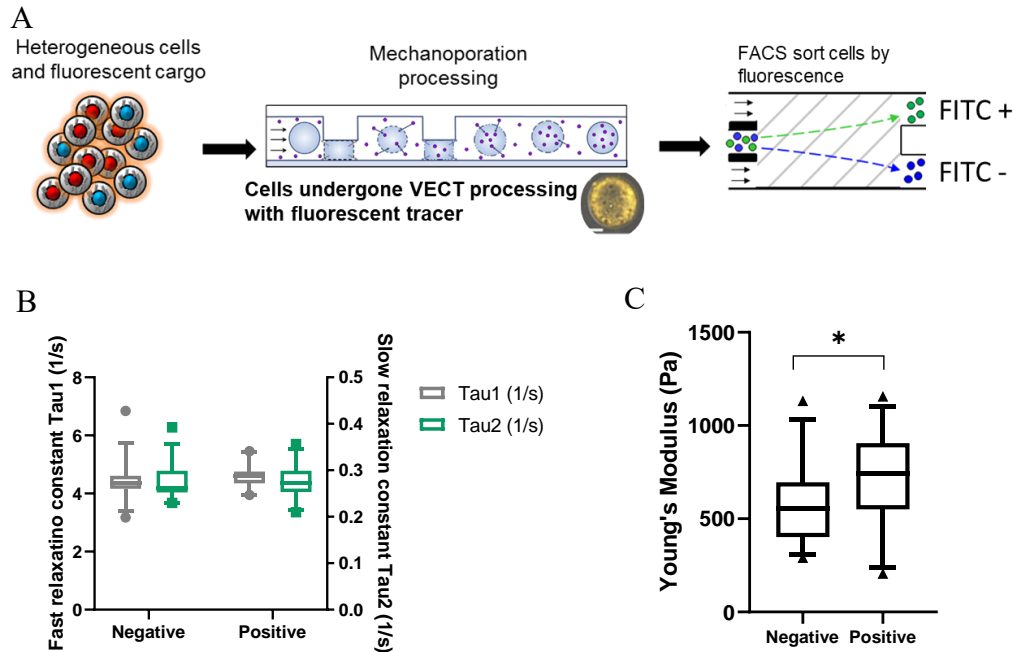 A
Heterogeneous cells
and fluorescent cargo
Mechanoporation
processing
Cells undergone VECT processing
with fluorescent tracer
FACS sort cells by
fluorescence
FITC +
FITC -
B
Fast relaxatino constant Tau1 (1/s)
8
6
4
2
0
Negative
Positive
0.5
0.4
0.3
0.2
0.1
0.0
Slow relaxation constant Tau2 (1/s)
Tau1 (1/s)
Tau2 (1/s)
C
Young's Modulus (Pa)
1500
1000
500
0
*
Negative
Positive